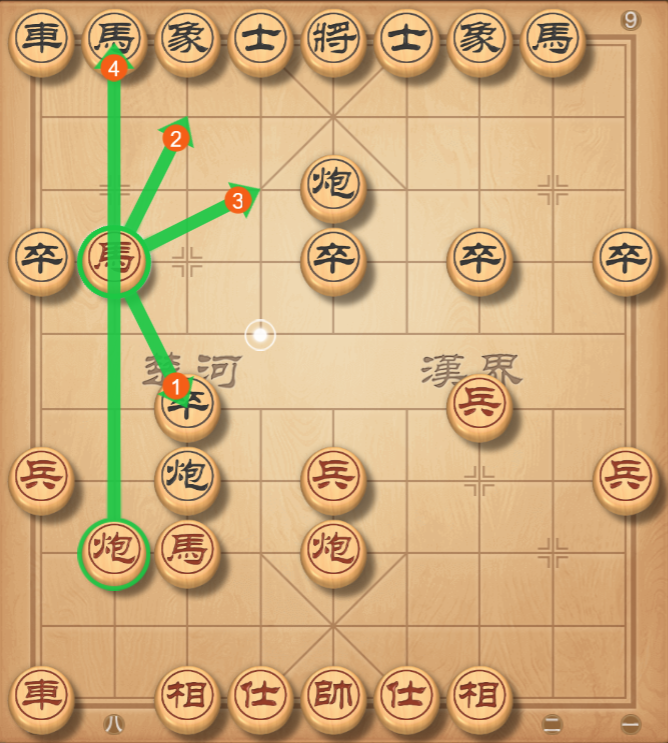 9
車 馬 象 士 將 士 象 馬
4
2
3
炮
卒 馬 卒 卒 卒
楚河 漢界
1
卒 兵
兵 炮 兵 兵
炮 馬 炮
車 相 仕 帥 仕 相
八 二 一